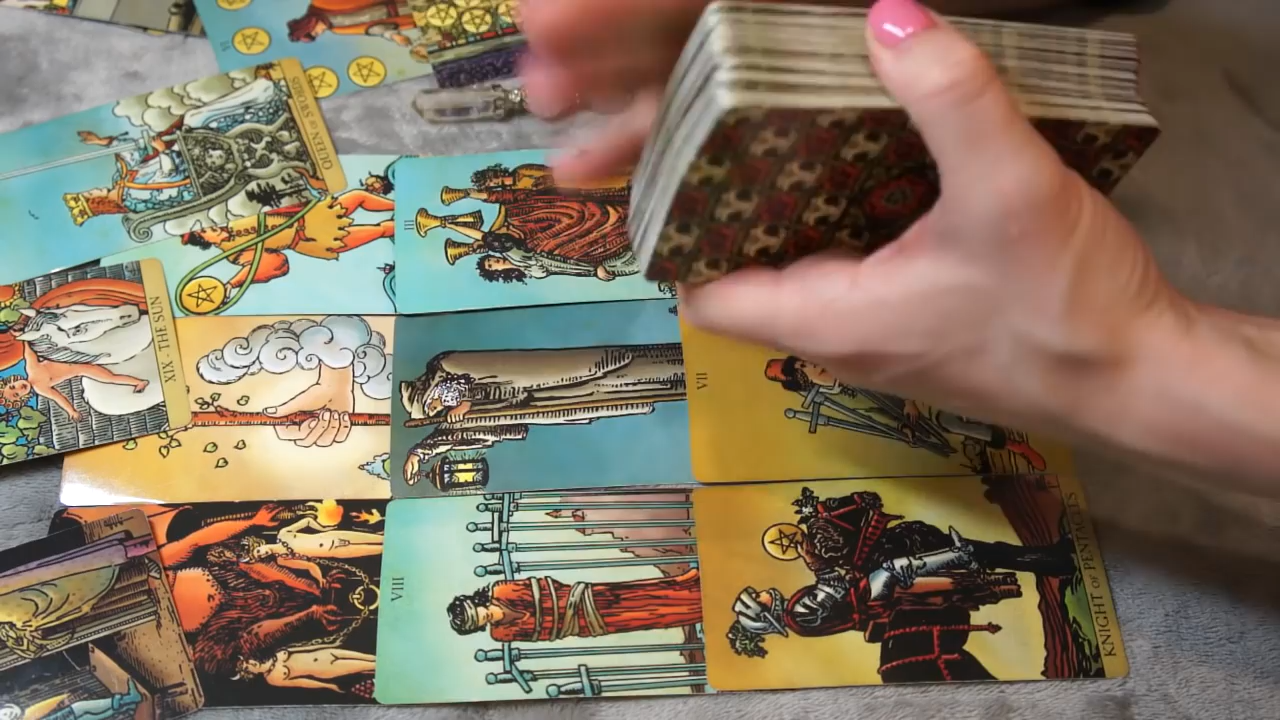 QUEEN OF SWORDS
III
XIX - THE SUN
VII
VIII
KNIGHT OF PENTACLES